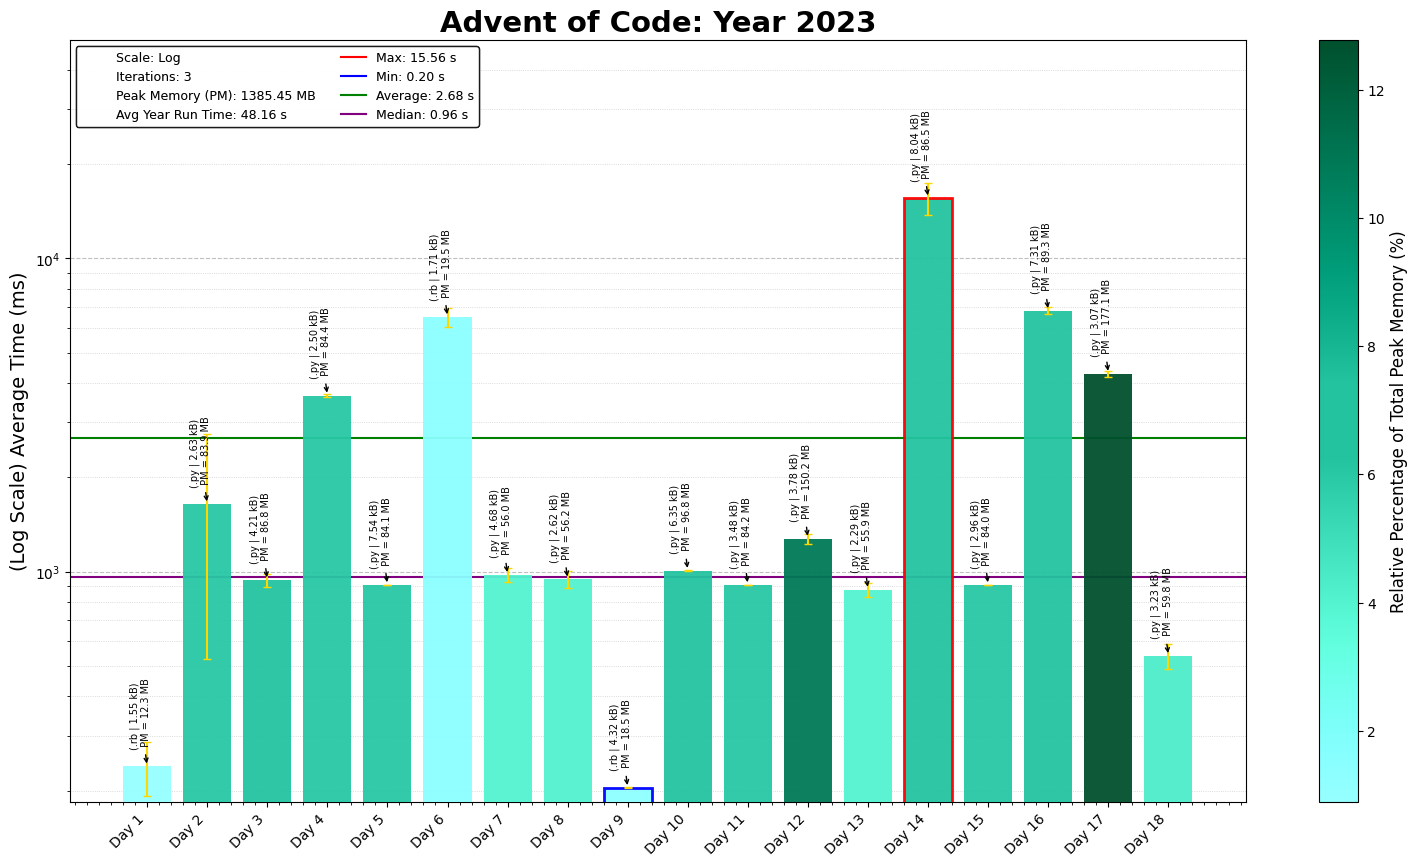 Advent of Code: Year 2023
Scale: Log
Iterations: 3
Peak Memory (PM): 1385.45 MB
Avg Year Run Time: 48.16 s
Max: 15.56 s
Min: 0.20 s
Average: 2.68 s
Median: 0.96 s
(Log Scale) Average Time (ms)
10⁴
10³
(.rb | 1.55 kB)
PM = 12.3 MB
(.py | 2.63 kB)
PM = 83.9 MB
(.py | 4.21 kB)
PM = 86.8 MB
(.py | 2.50 kB)
PM = 84.4 MB
(.py | 7.54 kB)
PM = 84.1 MB
(.rb | 1.71 kB)
PM = 19.5 MB
(.py | 4.68 kB)
PM = 56.0 MB
(.py | 2.62 kB)
PM = 56.2 MB
(.rb | 4.32 kB)
PM = 18.5 MB
(.py | 6.35 kB)
PM = 96.8 MB
(.py | 3.48 kB)
PM = 84.2 MB
(.py | 3.78 kB)
PM = 150.2 MB
(.py | 2.29 kB)
PM = 55.9 MB
(.py | 8.04 kB)
PM = 86.5 MB
(.py | 2.96 kB)
PM = 84.0 MB
(.py | 7.31 kB)
PM = 89.3 MB
(.py | 3.07 kB)
PM = 177.1 MB
(.py | 3.23 kB)
PM = 59.8 MB
Day 1
Day 2
Day 3
Day 4
Day 5
Day 6
Day 7
Day 8
Day 9
Day 10
Day 11
Day 12
Day 13
Day 14
Day 15
Day 16
Day 17
Day 18
12
10
8
6
4
2
Relative Percentage of Total Peak Memory (%)